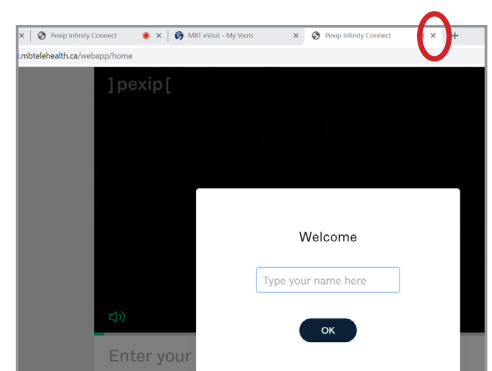 Pexip Infinity Connect
MBT eVisit - My Visits
Pexip Infinity Connect
.mbtelehealth.ca/webapp/home
]pexip[
Welcome
Type your name here
OK
Enter your